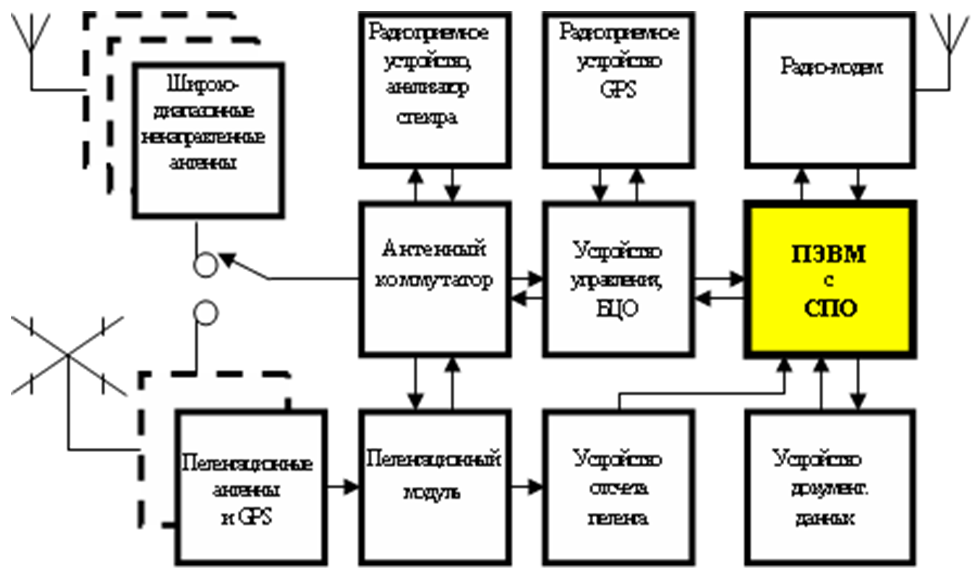 Широко-
диапазонные
ненаправленные
антенны
Радиоприемное
устройство,
анализатор
спектра
Радиоприемное
устройство
GPS
Радио-модем
Антенный
коммутатор
Устройство
управления,
БЦО
ПЭВМ
с
СПО
Пеленгационные
антенны
и GPS
Пеленгационный
модуль
Устройство
отсчета
пеленга
Устройство
документ.
данных